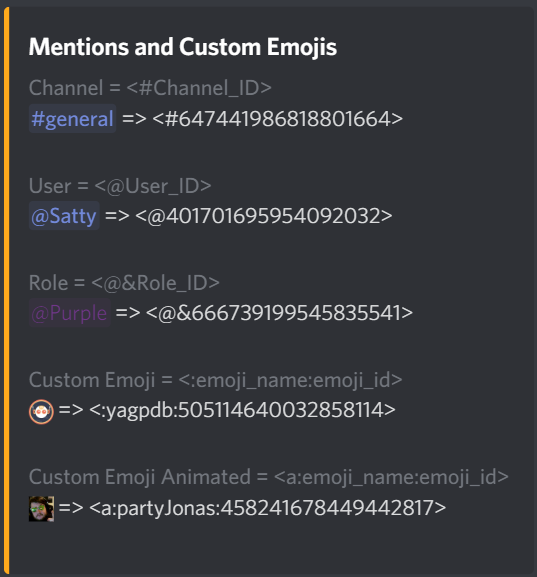 Mentions and Custom Emojis
Channel = <#Channel_ID>
#general => <#647441986818801664>
User = <@User_ID>
@Satty => <@401701695954092032>
Role = <@&Role_ID>
@Purple => <@&666739199545835541>
Custom Emoji = <:emoji_name:emoji_id>
=> <:yagpdb:505114640032858114>
Custom Emoji Animated = <a:emoji_name:emoji_id>
=> <a:partyJonas:458241678449442817>